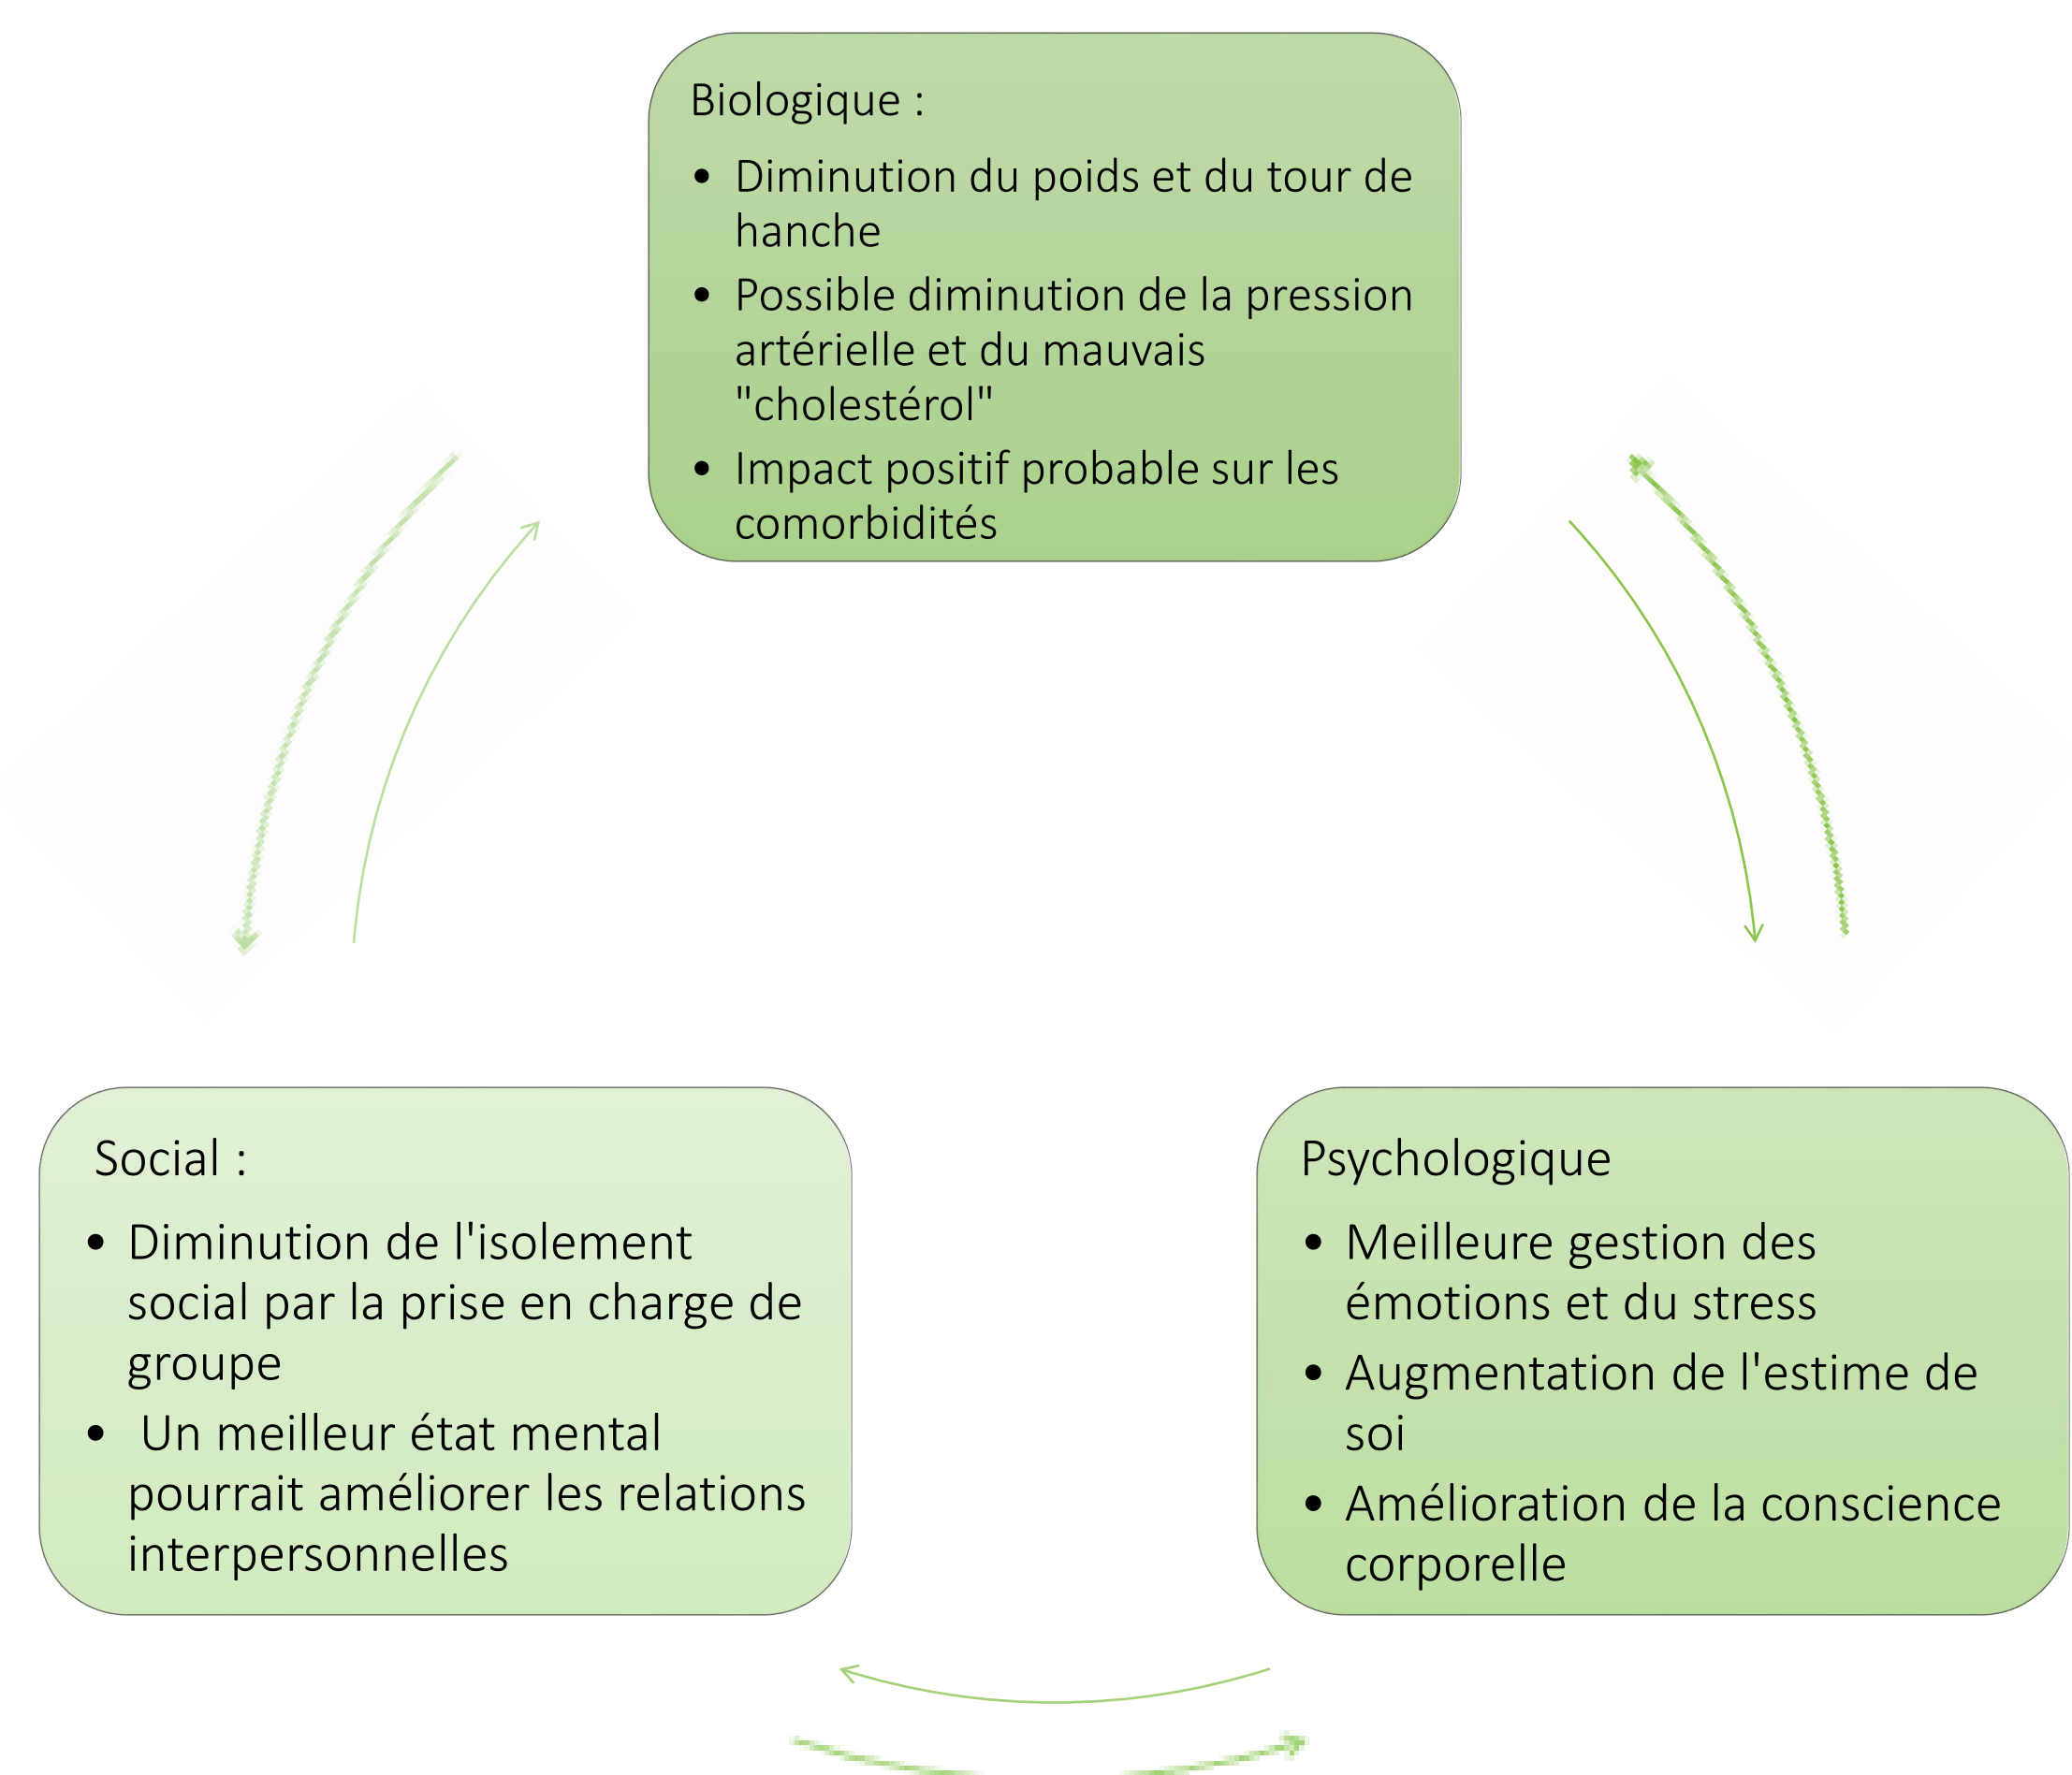 Biologique :
• Diminution du poids et du tour de
hanche
• Possible diminution de la pression
artérielle et du mauvais
"cholestérol"
• Impact positif probable sur les
comorbidités
Social :
• Diminution de l'isolement
social par la prise en charge de
groupe
• Un meilleur état mental
pourrait améliorer les relations
interpersonnelles
Psychologique
• Meilleure gestion des
émotions et du stress
• Augmentation de l'estime de
soi
• Amélioration de la conscience
corporelle